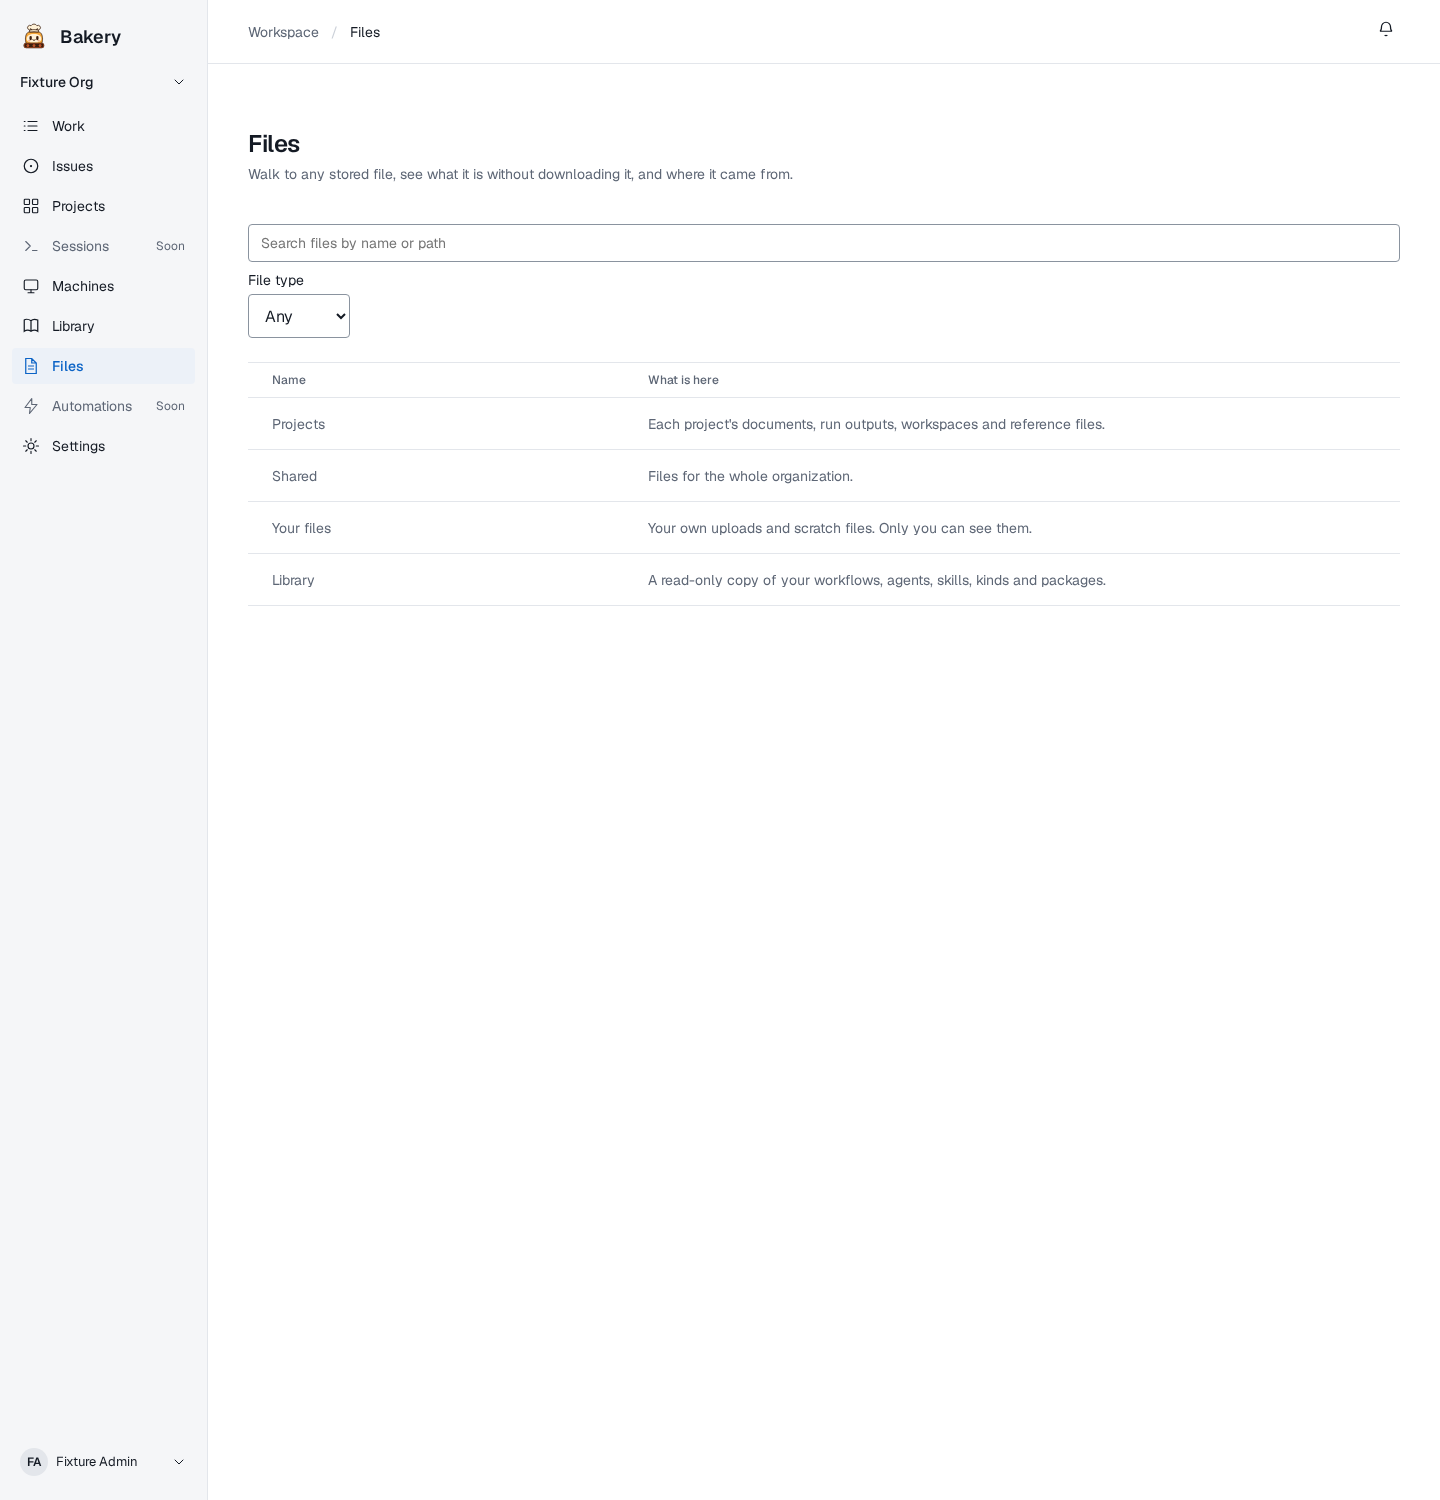 Bakery
Fixture Org
Work
Issues
Projects
Sessions Soon
Machines
Library
Files
Automations Soon
Settings
FA Fixture Admin
Workspace / Files
Files
Walk to any stored file, see what it is without downloading it, and where it came from.
Search files by name or path
File type
Any
Name What is here
Projects Each project's documents, run outputs, workspaces and reference files.
Shared Files for the whole organization.
Your files Your own uploads and scratch files. Only you can see them.
Library A read-only copy of your workflows, agents, skills, kinds and packages.